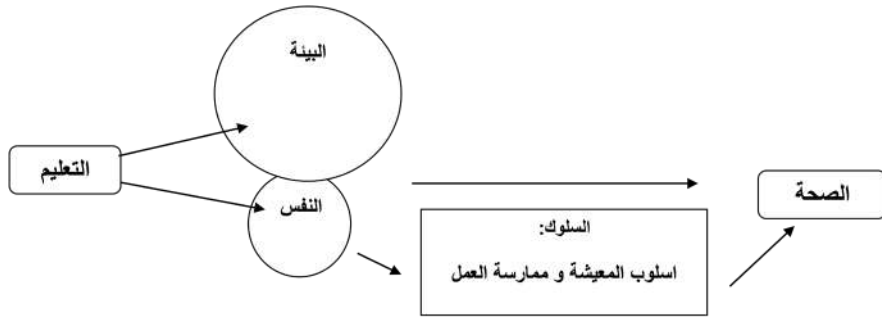 البيئة
التعليم
النفس
الصحة
السلوك:
اسلوب المعيشة و ممارسة العمل